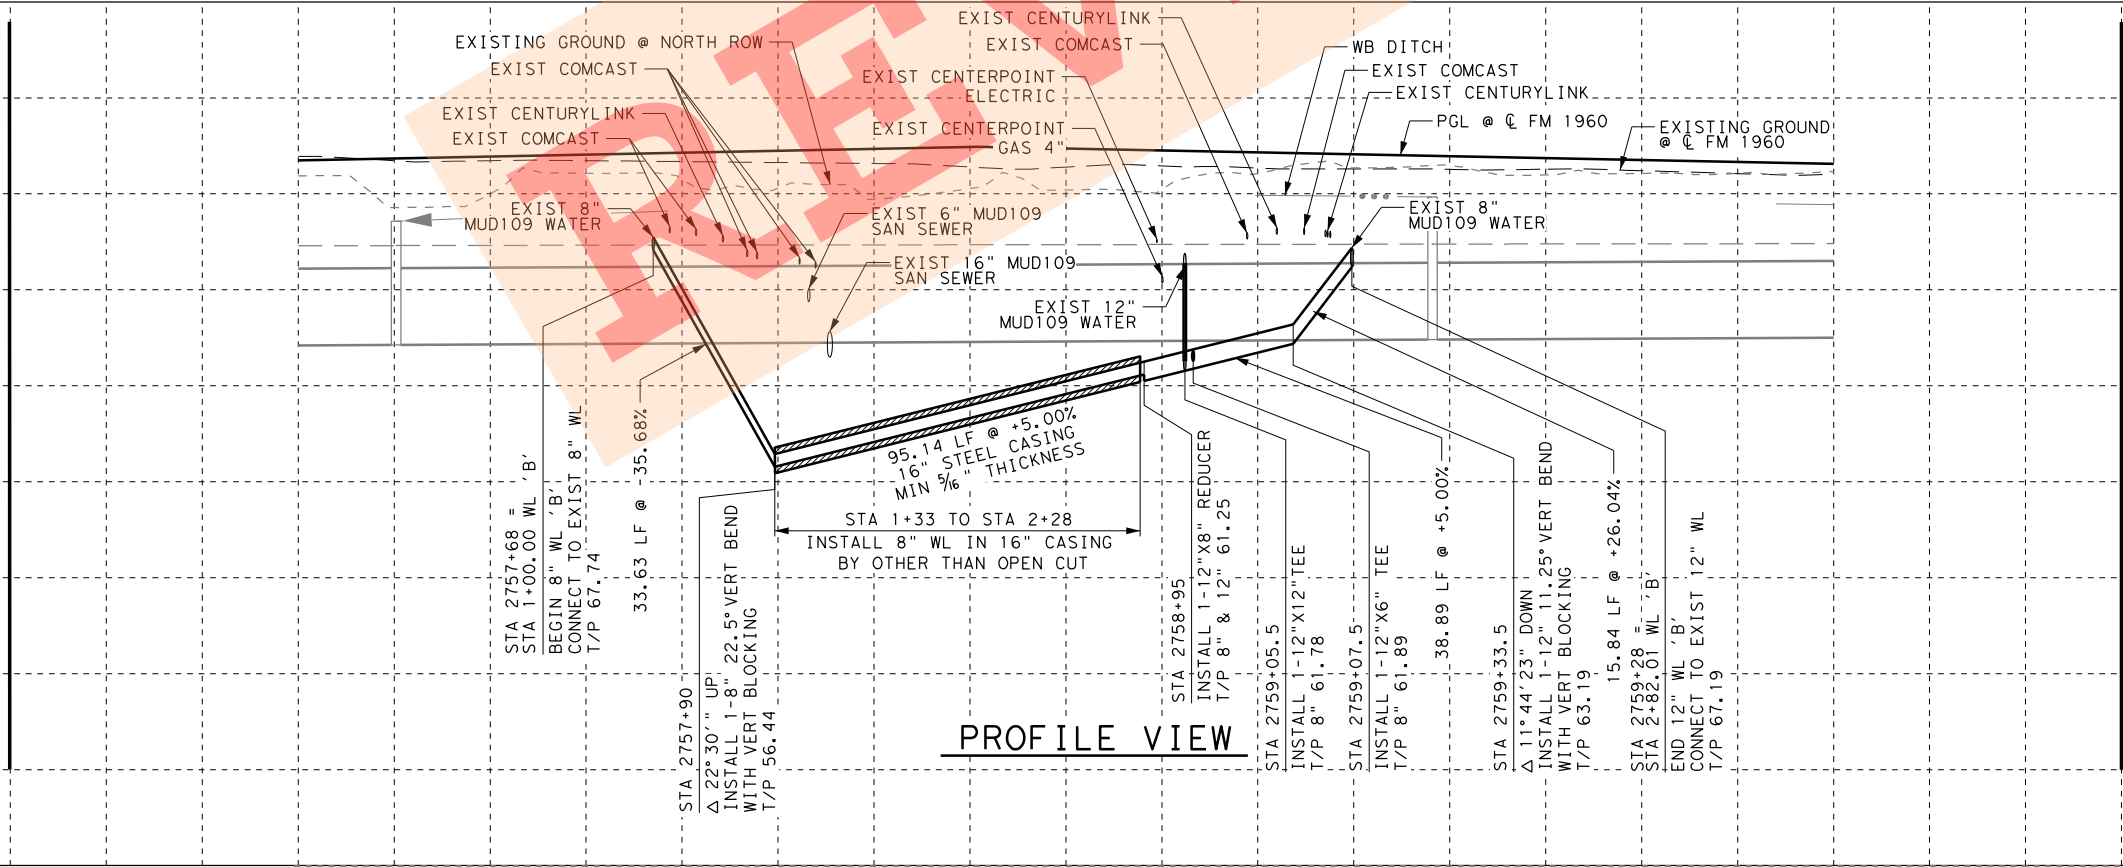 EXIST CENTURYLINK
EXISTING GROUND @ NORTH ROW
EXIST COMCAST
WB DITCH
EXIST COMCAST
EXIST COMCAST
EXIST CENTERPOINT
ELECTRIC
EXIST CENTURYLINK
EXIST CENTURYLINK
PGL @ ℄ FM 1960
EXIST COMCAST
EXIST CENTERPOINT
GAS 4"
EXISTING GROUND
@ ℄ FM 1960
EXIST 8"
MUD109 WATER
EXIST 6" MUD109
SAN SEWER
EXIST 8"
MUD109 WATER
EXIST 16" MUD109
SAN SEWER
EXIST 12"
MUD109 WATER
REV
95.14 LF @ +5.00%
16" STEEL CASING
MIN 5/16" THICKNESS
STA 1+33 TO STA 2+28
INSTALL 8" WL IN 16" CASING
BY OTHER THAN OPEN CUT
STA 2757+68 =
STA 1+00.00 WL 'B'
BEGIN 8" WL 'B'
CONNECT TO EXIST 8" WL
T/P 67.74
33.63 LF @ -35.68%
STA 2757+90
Δ 22°30'" UP
INSTALL 1-8" 22.5° VERT BEND
WITH VERT BLOCKING
T/P 56.44
STA 2758+95
INSTALL 1-12"X8" REDUCER
T/P 8" & 12" 61.25
STA 2759+05.5
INSTALL 1-12"X12" TEE
T/P 8" 61.78
STA 2759+07.5
INSTALL 1-12"X6" TEE
T/P 8" 61.89
38.89 LF @ +5.00%
STA 2759+33.5
Δ 11°44'23" DOWN
INSTALL 1-12" 11.25° VERT BEND
WITH VERT BLOCKING
T/P 63.19
15.84 LF @ +26.04%
STA 2759+28 =
STA 2+82.01 WL 'B'
END 12" WL 'B'
CONNECT TO EXIST 12" WL
T/P 67.19
PROFILE VIEW